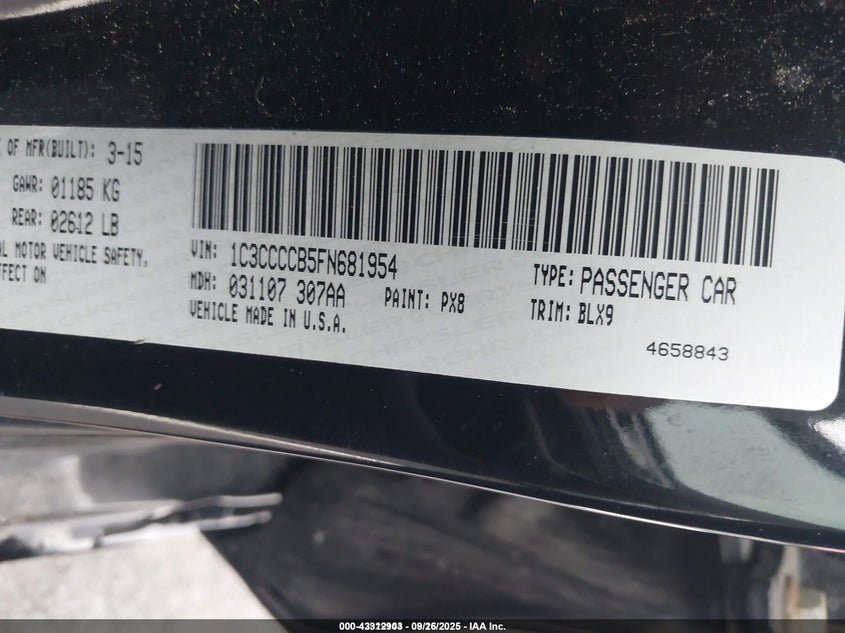 E OF MFR(BUILT): 3-15
GAWR: 01185 KG
REAR: 02612 LB
AL MOTOR VEHICLE SAFETY,
FFECT ON
VIN: 1C3CCCCB5FN681954
TYPE: PASSENGER CAR
MDH: 031107 307AA PAINT: PX8
TRIM: BLX9
VEHICLE MADE IN U.S.A.
4658843
09/26/2025 - IAA Inc.